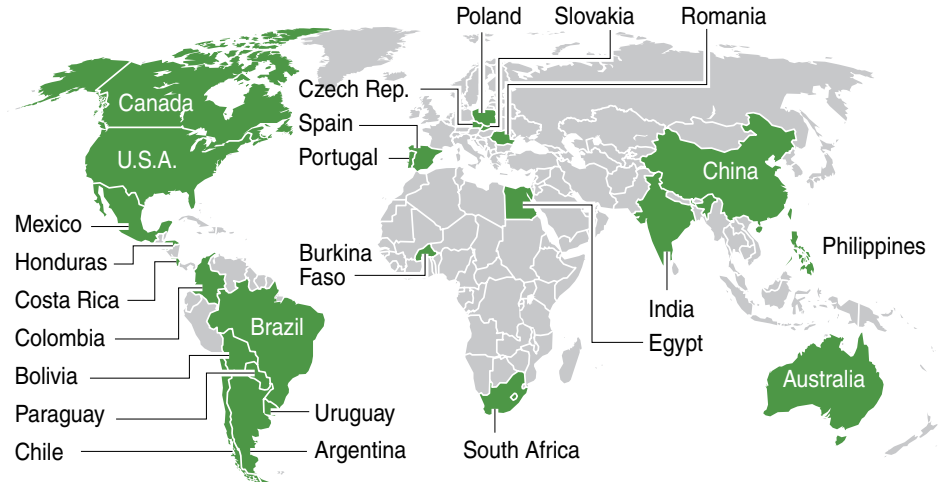 Poland
Slovakia
Romania
Czech Rep.
Canada
Spain
U.S.A.
Portugal
China
Mexico
Honduras
Burkina
Faso
Philippines
Costa Rica
India
Colombia
Brazil
Egypt
Bolivia
Australia
Paraguay
Uruguay
Chile
Argentina
South Africa